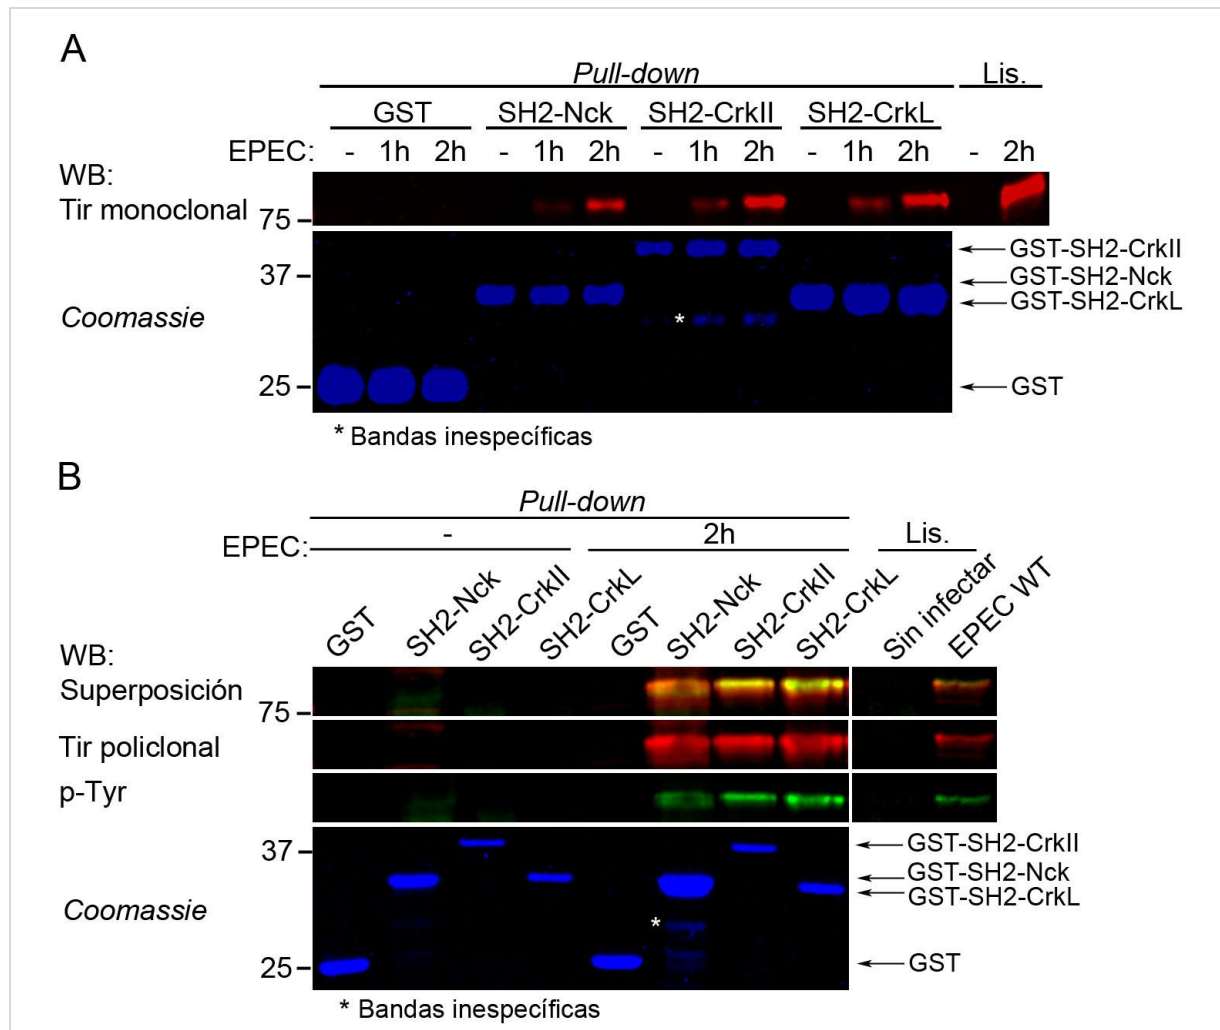 A
Pull-down Lis.
GST SH2-Nck SH2-CrkII SH2-CrkL
EPEC: - 1h 2h - 1h 2h - 1h 2h - 1h 2h - 2h
WB:
Tir monoclonal
75
GST-SH2-CrkII
37
GST-SH2-Nck
GST-SH2-CrkL
Coomassie
*
25
GST
* Bandas inespecíficas
B
Pull-down
EPEC: - 2h Lis.
GST SH2-Nck SH2-CrkII SH2-CrkL GST SH2-Nck SH2-CrkII SH2-CrkL Sin infectar EPEC WT
WB:
Superposición
75
Tir policlonal
p-Tyr
37
GST-SH2-CrkII
GST-SH2-Nck
GST-SH2-CrkL
Coomassie
*
25
GST
* Bandas inespecíficas